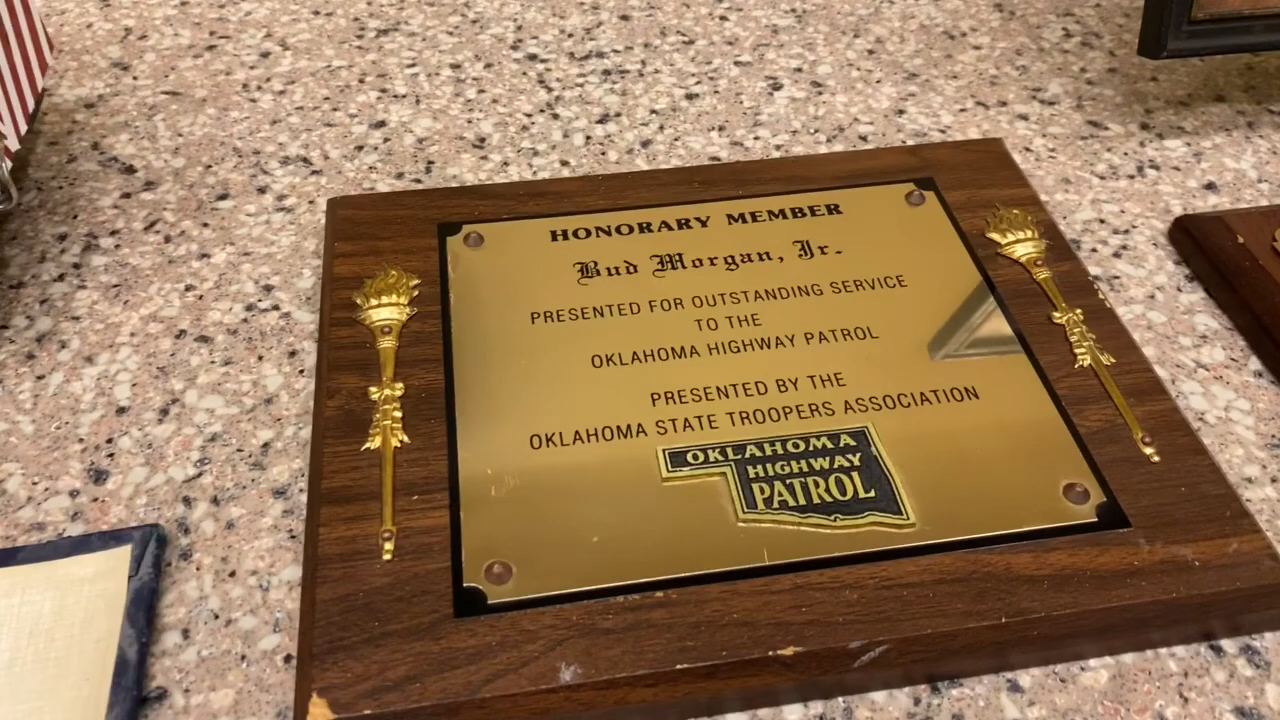 HONORARY MEMBER
Bud Morgan, Jr.
PRESENTED FOR OUTSTANDING SERVICE
TO THE
OKLAHOMA HIGHWAY PATROL
PRESENTED BY THE
OKLAHOMA STATE TROOPERS ASSOCIATION
OKLAHOMA
HIGHWAY
PATROL